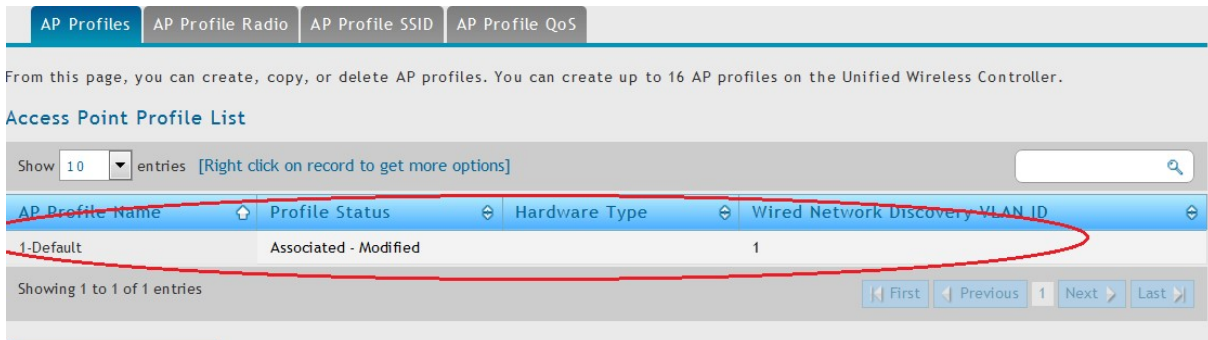 AP Profiles AP Profile Radio AP Profile SSID AP Profile QoS
From this page, you can create, copy, or delete AP profiles. You can create up to 16 AP profiles on the Unified Wireless Controller.
Access Point Profile List
Show 10 entries [Right click on record to get more options]
AP Profile Name Profile Status Hardware Type Wired Network Discovery VLAN ID
1-Default Associated - Modified 1
Showing 1 to 1 of 1 entries First Previous 1 Next Last